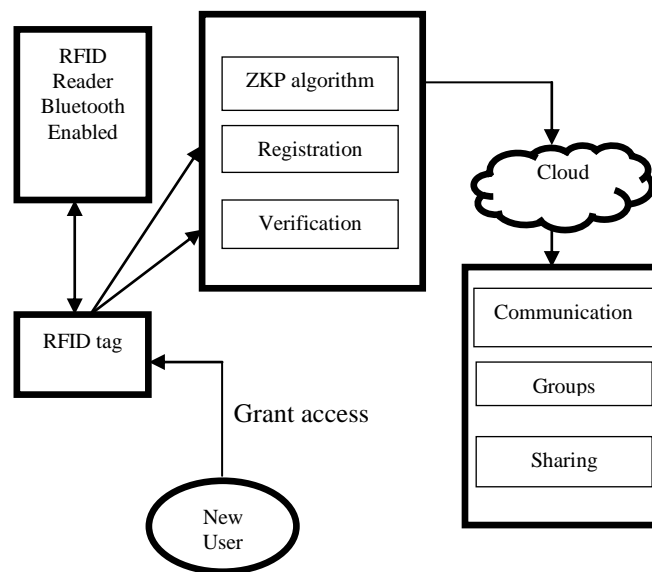 RFID
Reader
Bluetooth
Enabled
ZKP algorithm
Registration
Verification
Cloud
RFID tag
Communication
Groups
Sharing
Grant access
New
User